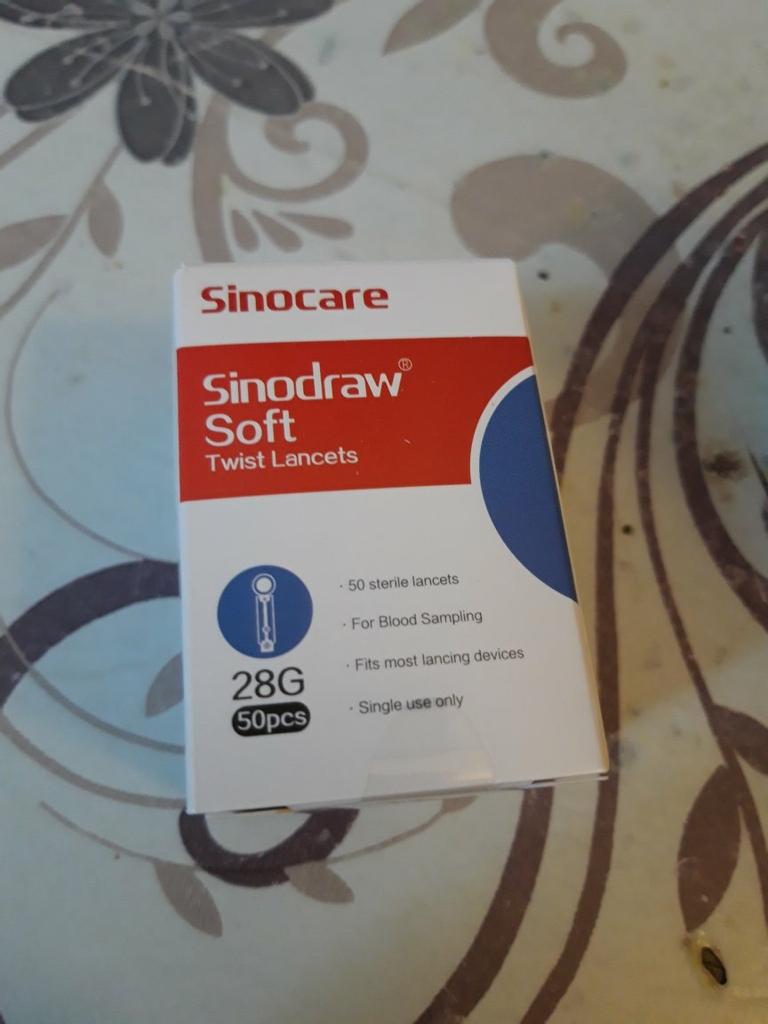 Sinocare
Sinodraw®
Soft
Twist Lancets
28G
50pcs
· 50 sterile lancets
· For Blood Sampling
· Fits most lancing devices
· Single use only